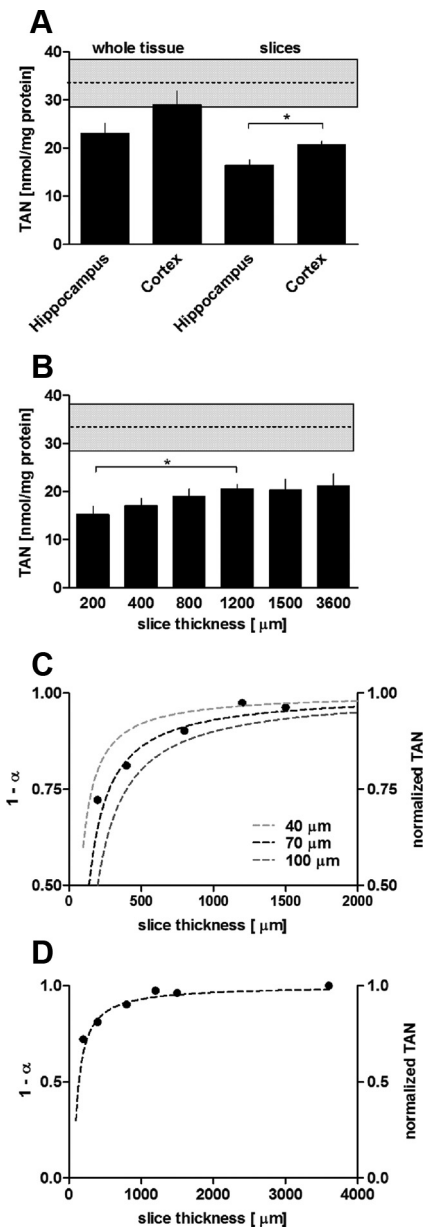 A
whole tissue slices
TAN [nmol/mg protein]
40
30
20
10
0
*
Hippocampus
Cortex
Hippocampus
Cortex
B
TAN [nmol/mg protein]
40
30
20
10
0
*
200 400 800 1200 1500 3600
slice thickness [ μm]
C
1 - α
1.00
0.75
0.50
normalized TAN
1.00
0.75
0.50
40 μm
70 μm
100 μm
0 500 1000 1500 2000
slice thickness [ μm]
D
1 - α
1.0
0.5
0.0
normalized TAN
1.0
0.5
0.0
0 1000 2000 3000 4000
slice thickness [ μm]